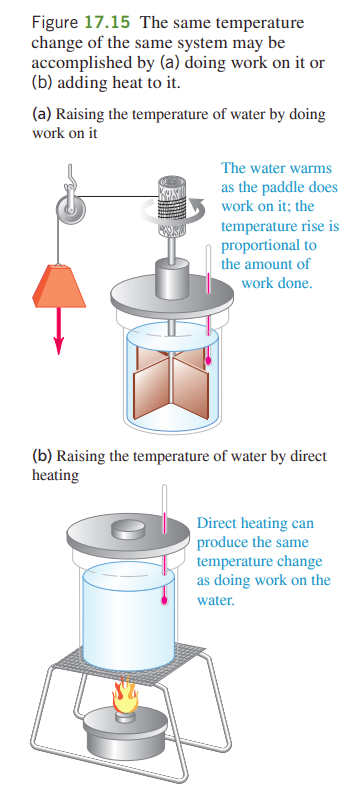 Figure 17.15 The same temperature
change of the same system may be
accomplished by (a) doing work on it or
(b) adding heat to it.
(a) Raising the temperature of water by doing
work on it
The water warms
as the paddle does
work on it; the
temperature rise is
proportional to
the amount of
work done.
(b) Raising the temperature of water by direct
heating
Direct heating can
produce the same
temperature change
as doing work on the
water.